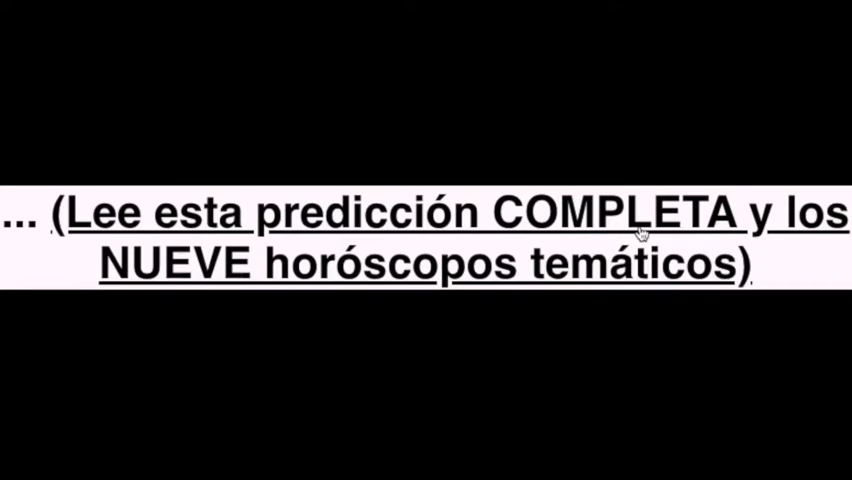 ... (Lee esta predicción COMPLETA y los
NUEVE horóscopos temáticos)